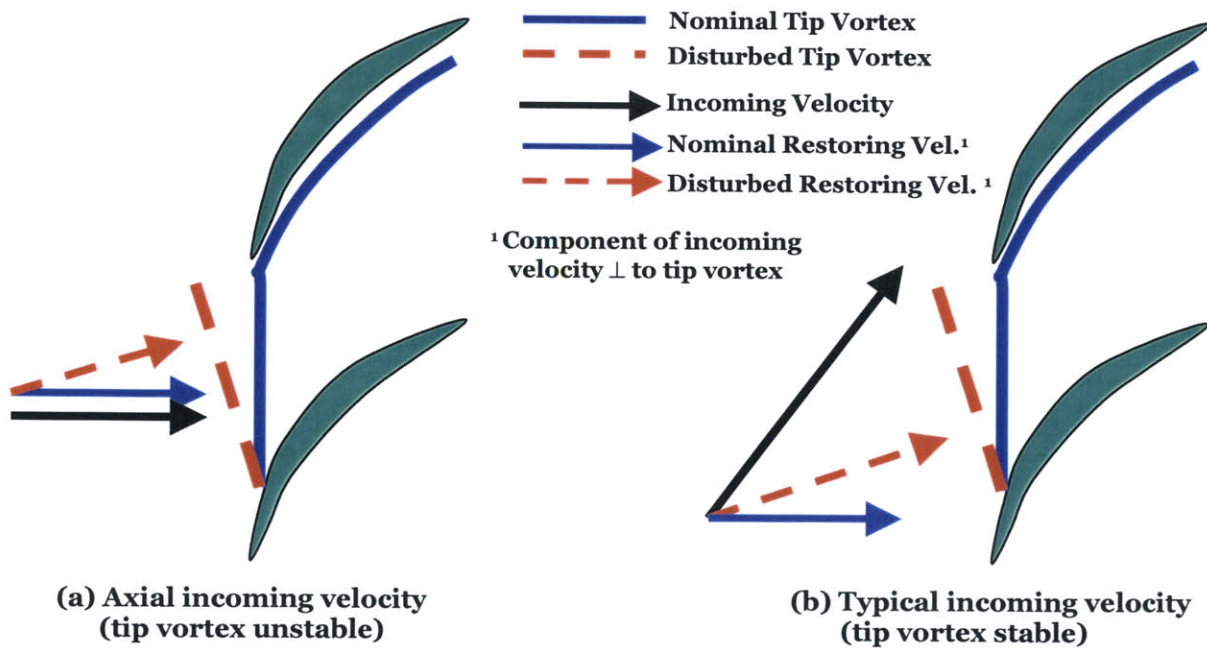 Nominal Tip Vortex
Disturbed Tip Vortex
Incoming Velocity
Nominal Restoring Vel.¹
Disturbed Restoring Vel. ¹
¹ Component of incoming
velocity ⊥ to tip vortex
(a) Axial incoming velocity
(tip vortex unstable)
(b) Typical incoming velocity
(tip vortex stable)